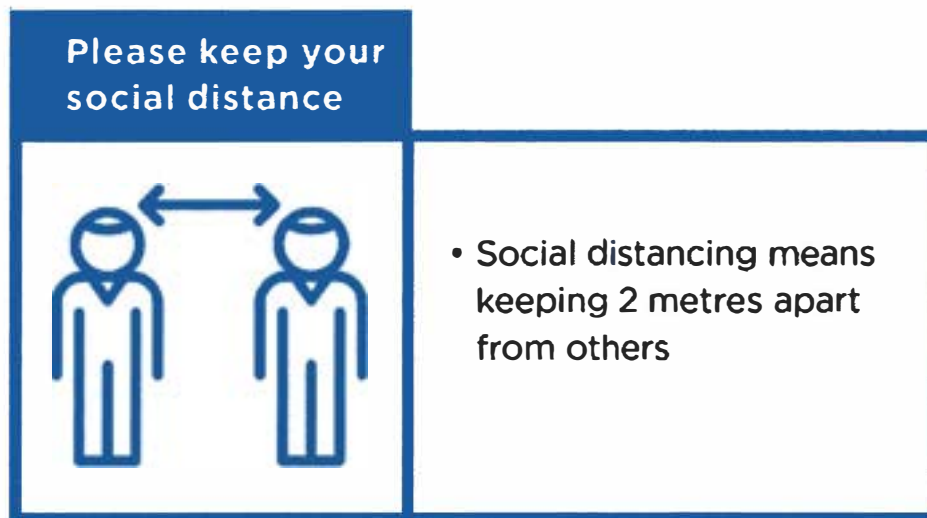 Please keep your
social distance
• Social distancing means
keeping 2 metres apart
from others